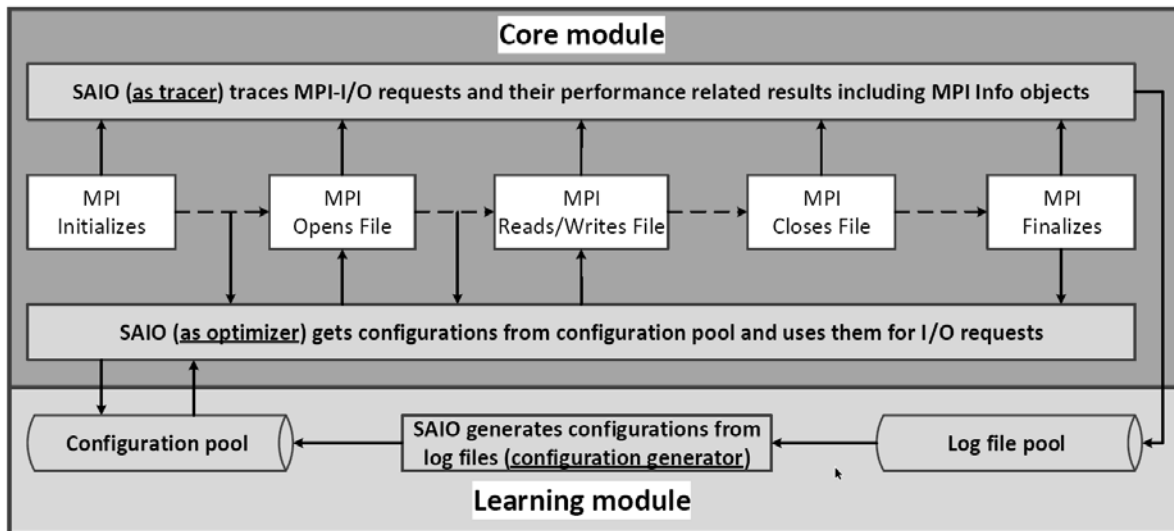 Core module
SAIO (as tracer) traces MPI-I/O requests and their performance related results including MPI Info objects
MPI
Initializes
MPI
Opens File
MPI
Reads/Writes File
MPI
Closes File
MPI
Finalizes
SAIO (as optimizer) gets configurations from configuration pool and uses them for I/O requests
Configuration pool
SAIO generates configurations from
log files (configuration generator)
Log file pool
Learning module